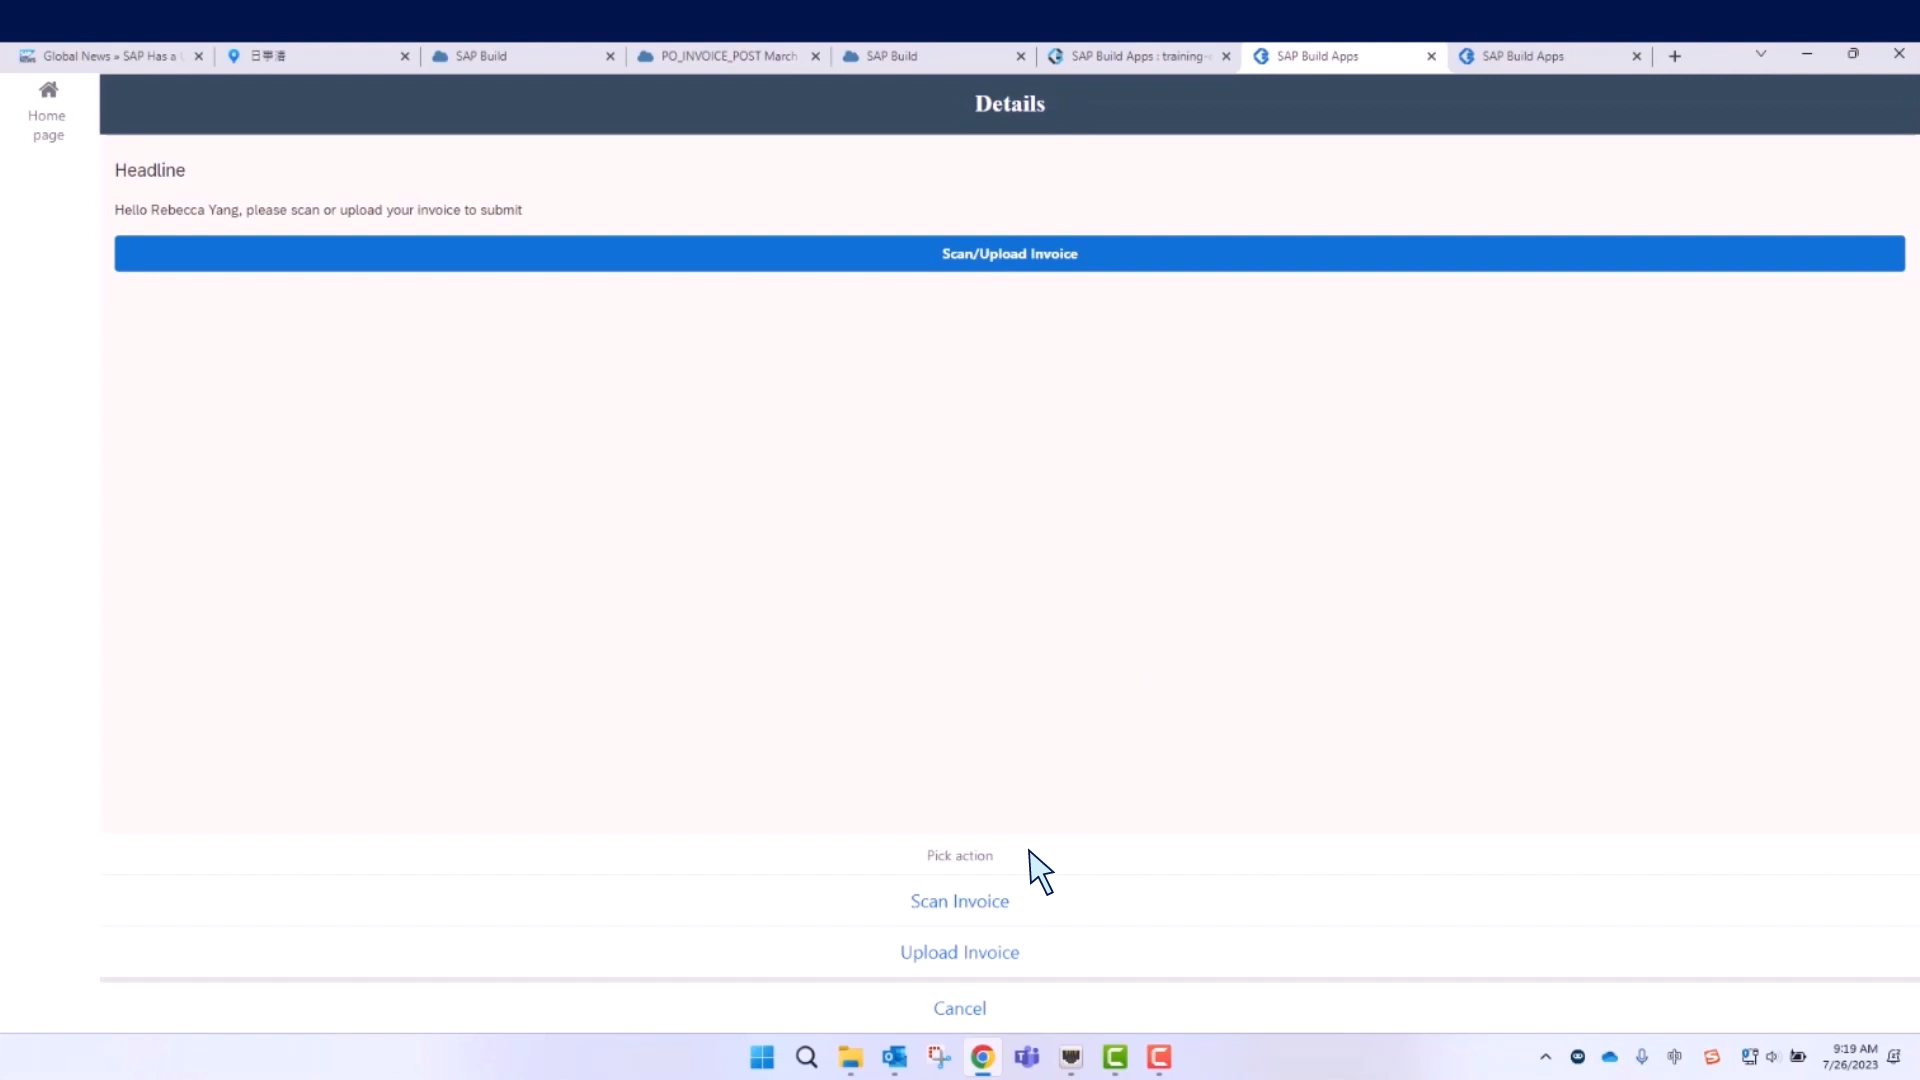 Global News » SAP Has a
SAP Build
PO_INVOICE_POST March
SAP Build
SAP Build Apps : training-
SAP Build Apps
SAP Build Apps
Home
page
Details
Headline
Hello Rebecca Yang, please scan or upload your invoice to submit
Scan/Upload Invoice
Pick action
Scan Invoice
Upload Invoice
Cancel
中
9:19 AM
7/26/2023